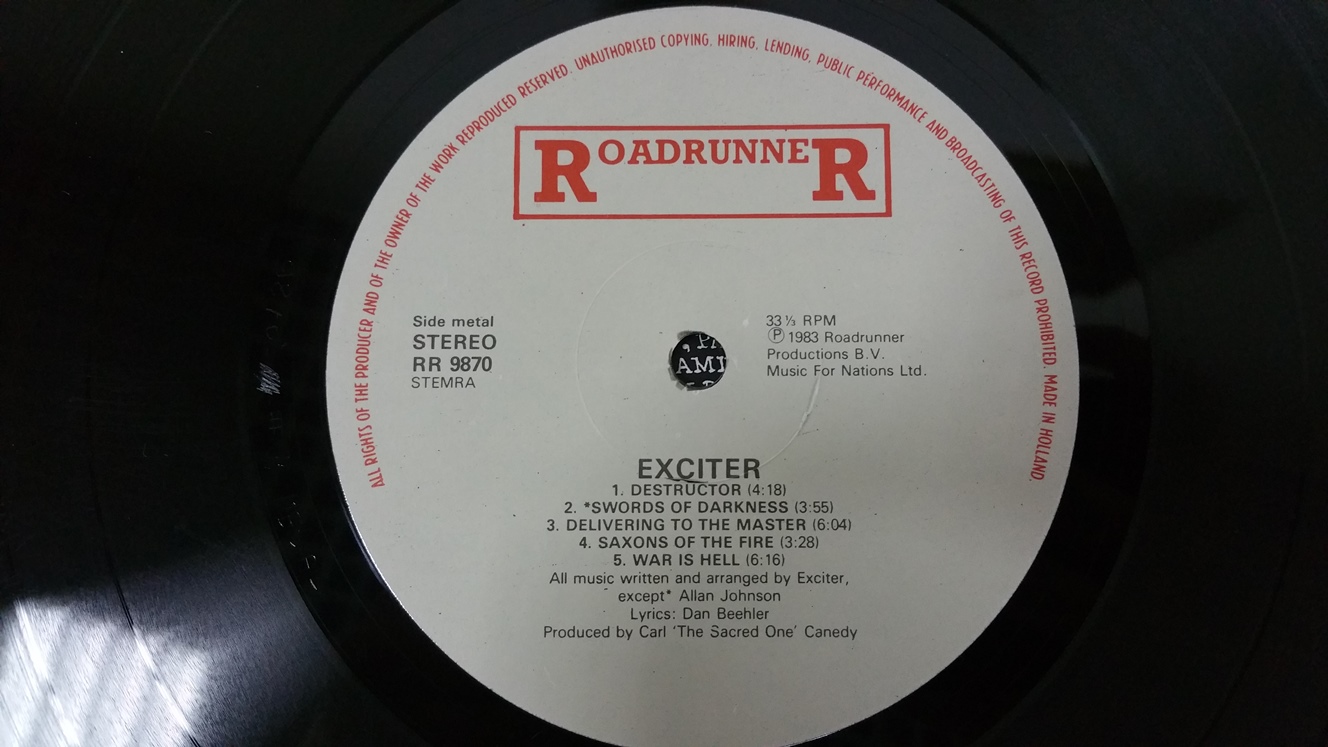 ALL RIGHTS OF THE PRODUCER AND OF THE OWNER OF THE WORK REPRODUCED RESERVED. UNAUTHORISED COPYING, HIRING, LENDING, PUBLIC PERFORMANCE AND BROADCASTING OF THIS RECORD PROHIBITED. MADE IN HOLLAND.
ROADRUNNER
Side metal
STEREO
RR 9870
STEMRA
33⅓ RPM
Ⓟ 1983 Roadrunner
Productions B.V.
Music For Nations Ltd.
EXCITER
1. DESTRUCTOR (4:18)
2. *SWORDS OF DARKNESS (3:55)
3. DELIVERING TO THE MASTER (6:04)
4. SAXONS OF THE FIRE (3:28)
5. WAR IS HELL (6:16)
All music written and arranged by Exciter,
except* Allan Johnson
Lyrics: Dan Beehler
Produced by Carl 'The Sacred One' Canedy